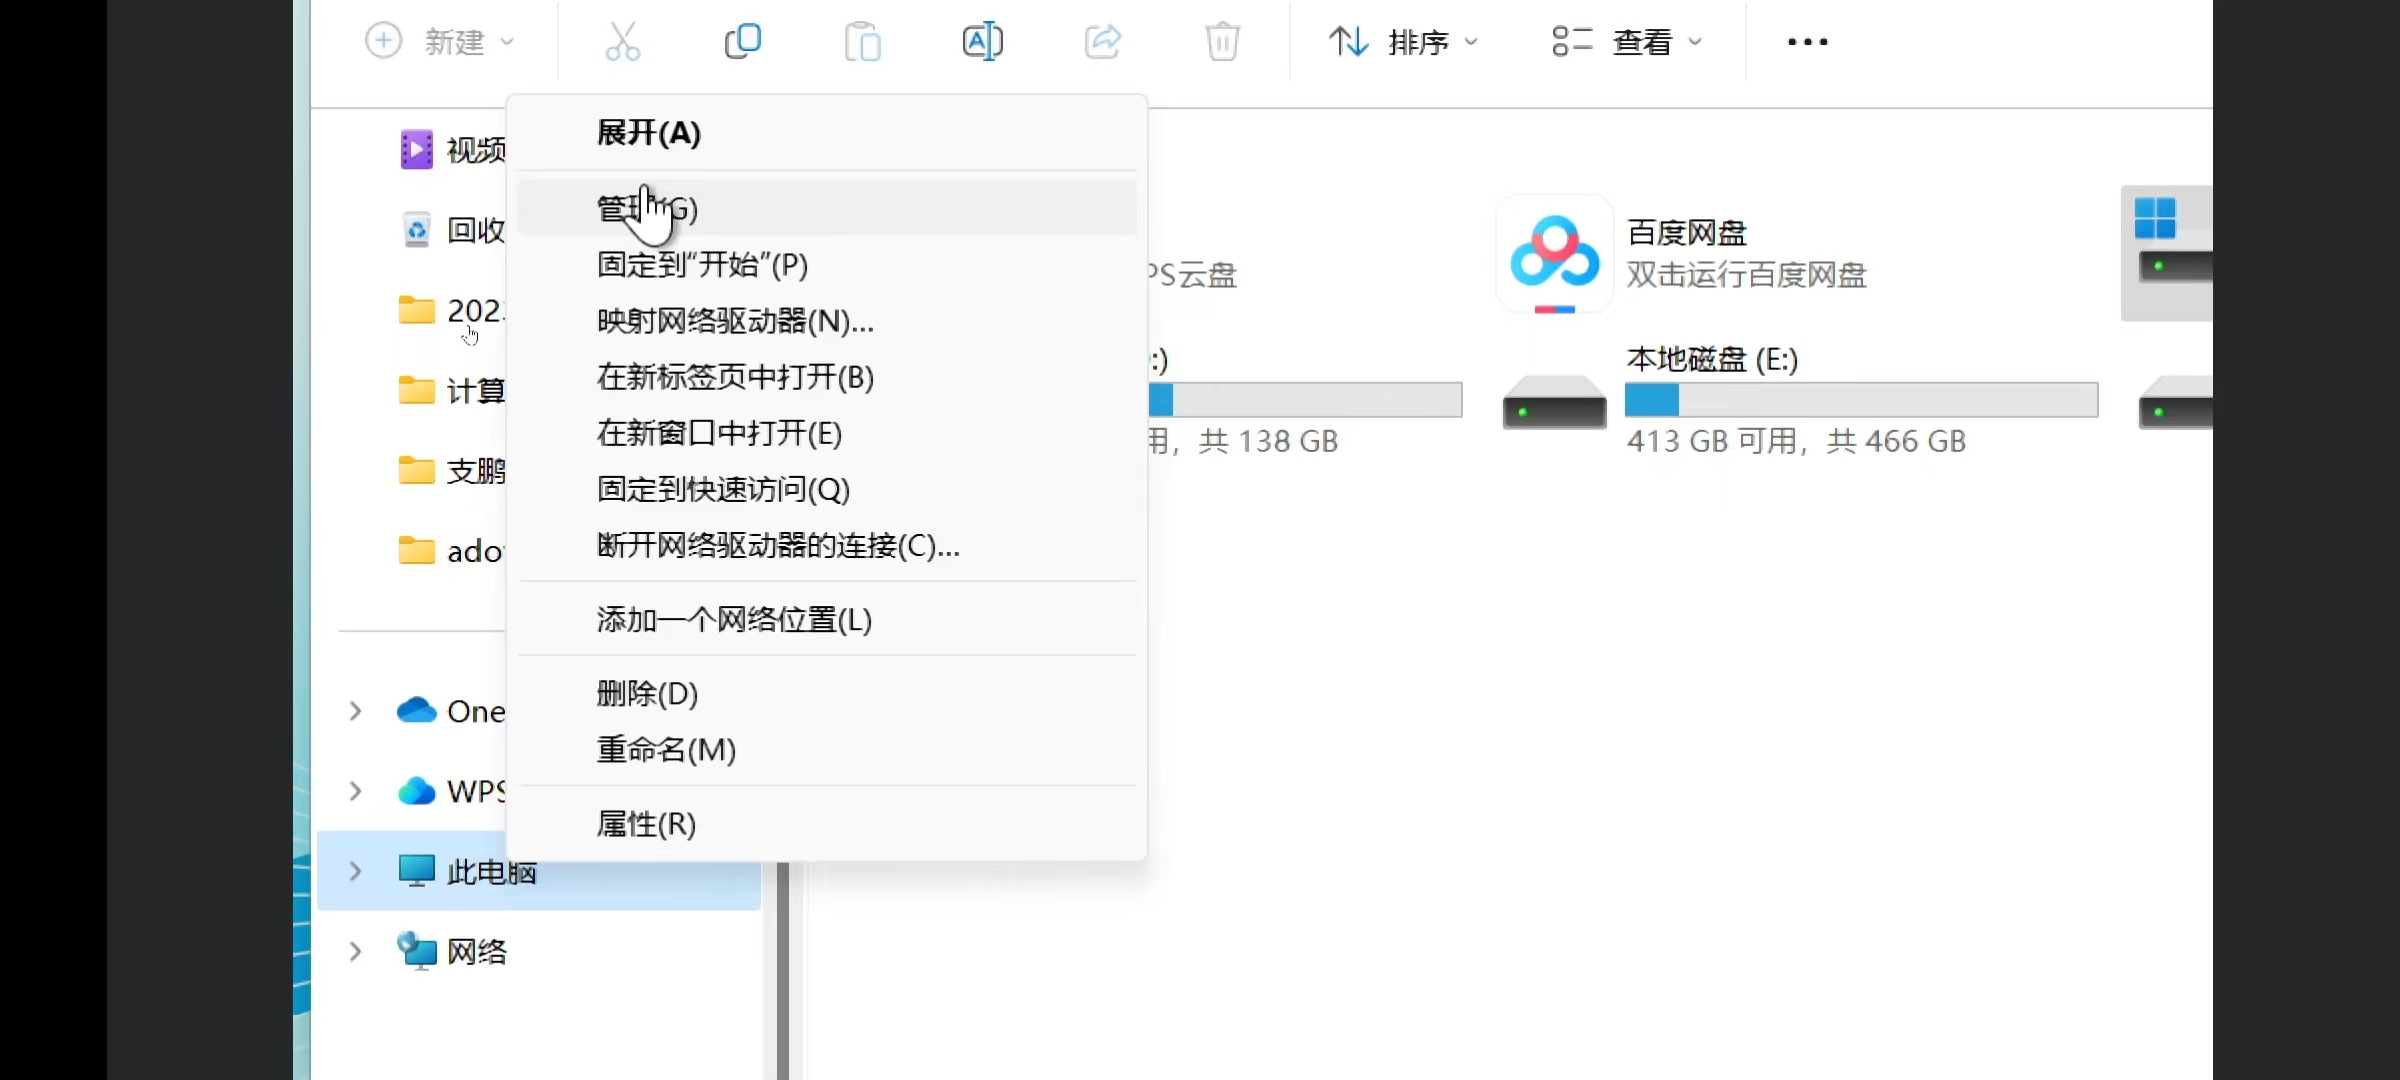 新建
排序
查看
视频
回收
202
计算
支鹏
ado
One
WPS
此电脑
网络
展开(A)
管理(G)
固定到“开始”(P)
映射网络驱动器(N)...
在新标签页中打开(B)
在新窗口中打开(E)
固定到快速访问(Q)
断开网络驱动器的连接(C)...
添加一个网络位置(L)
删除(D)
重命名(M)
属性(R)
PS云盘
:)
用，共 138 GB
百度网盘
双击运行百度网盘
本地磁盘 (E:)
413 GB 可用，共 466 GB